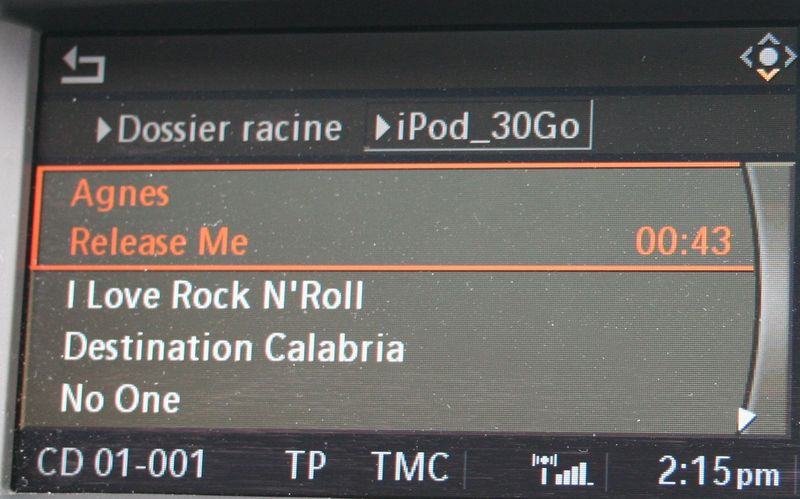 Dossier racine iPod_30Go
Agnes
Release Me 00:43
I Love Rock N'Roll
Destination Calabria
No One
CD 01-001 TP TMC 2:15pm